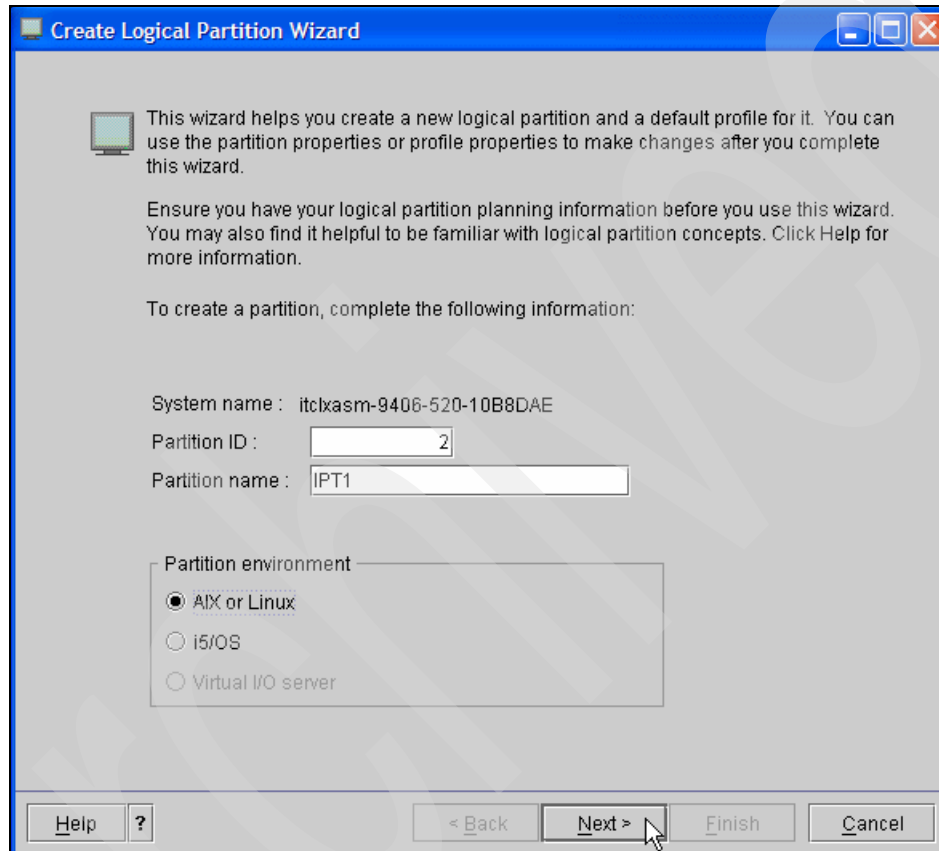 Create Logical Partition Wizard
This wizard helps you create a new logical partition and a default profile for it. You can
use the partition properties or profile properties to make changes after you complete
this wizard.
Ensure you have your logical partition planning information before you use this wizard.
You may also find it helpful to be familiar with logical partition concepts. Click Help for
more information.
To create a partition, complete the following information:
System name : itclxasm-9406-520-10B8DAE
Partition ID : 2
Partition name : IPT1
Partition environment
AIX or Linux
i5/OS
Virtual I/O server
Help ? < Back Next > Finish Cancel